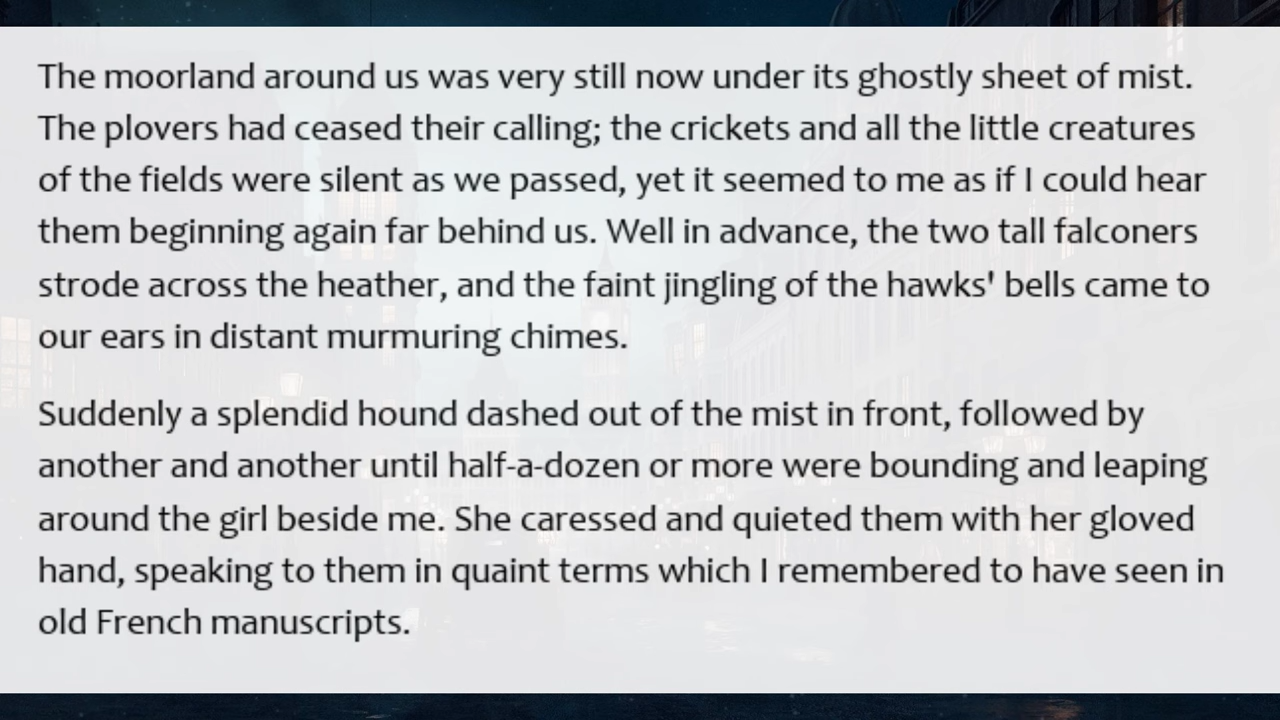 The moorland around us was very still now under its ghostly sheet of mist.
The plovers had ceased their calling; the crickets and all the little creatures
of the fields were silent as we passed, yet it seemed to me as if I could hear
them beginning again far behind us. Well in advance, the two tall falconers
strode across the heather, and the faint jingling of the hawks' bells came to
our ears in distant murmuring chimes.
Suddenly a splendid hound dashed out of the mist in front, followed by
another and another until half-a-dozen or more were bounding and leaping
around the girl beside me. She caressed and quieted them with her gloved
hand, speaking to them in quaint terms which I remembered to have seen in
old French manuscripts.